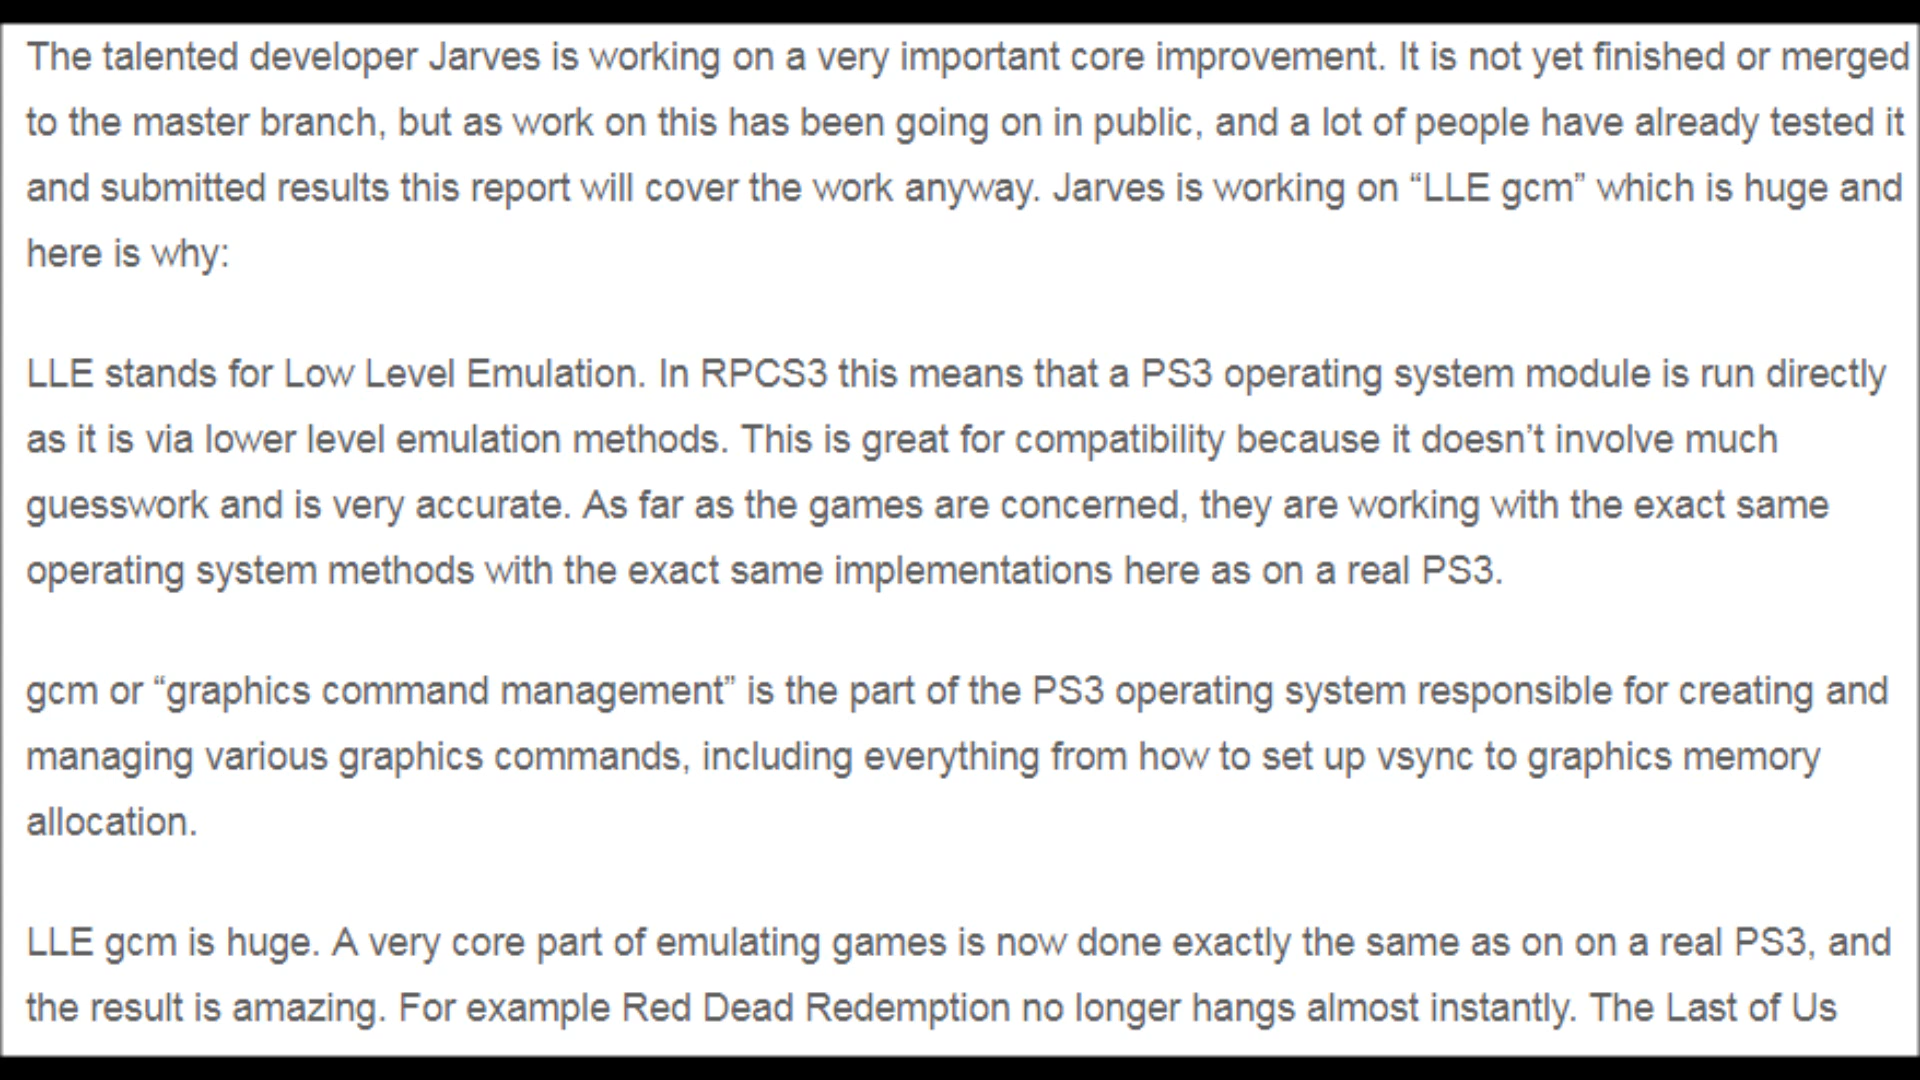 The talented developer Jarves is working on a very important core improvement. It is not yet finished or merged
to the master branch, but as work on this has been going on in public, and a lot of people have already tested it
and submitted results this report will cover the work anyway. Jarves is working on “LLE gcm” which is huge and
here is why:
LLE stands for Low Level Emulation. In RPCS3 this means that a PS3 operating system module is run directly
as it is via lower level emulation methods. This is great for compatibility because it doesn’t involve much
guesswork and is very accurate. As far as the games are concerned, they are working with the exact same
operating system methods with the exact same implementations here as on a real PS3.
gcm or “graphics command management” is the part of the PS3 operating system responsible for creating and
managing various graphics commands, including everything from how to set up vsync to graphics memory
allocation.
LLE gcm is huge. A very core part of emulating games is now done exactly the same as on on a real PS3, and
the result is amazing. For example Red Dead Redemption no longer hangs almost instantly. The Last of Us